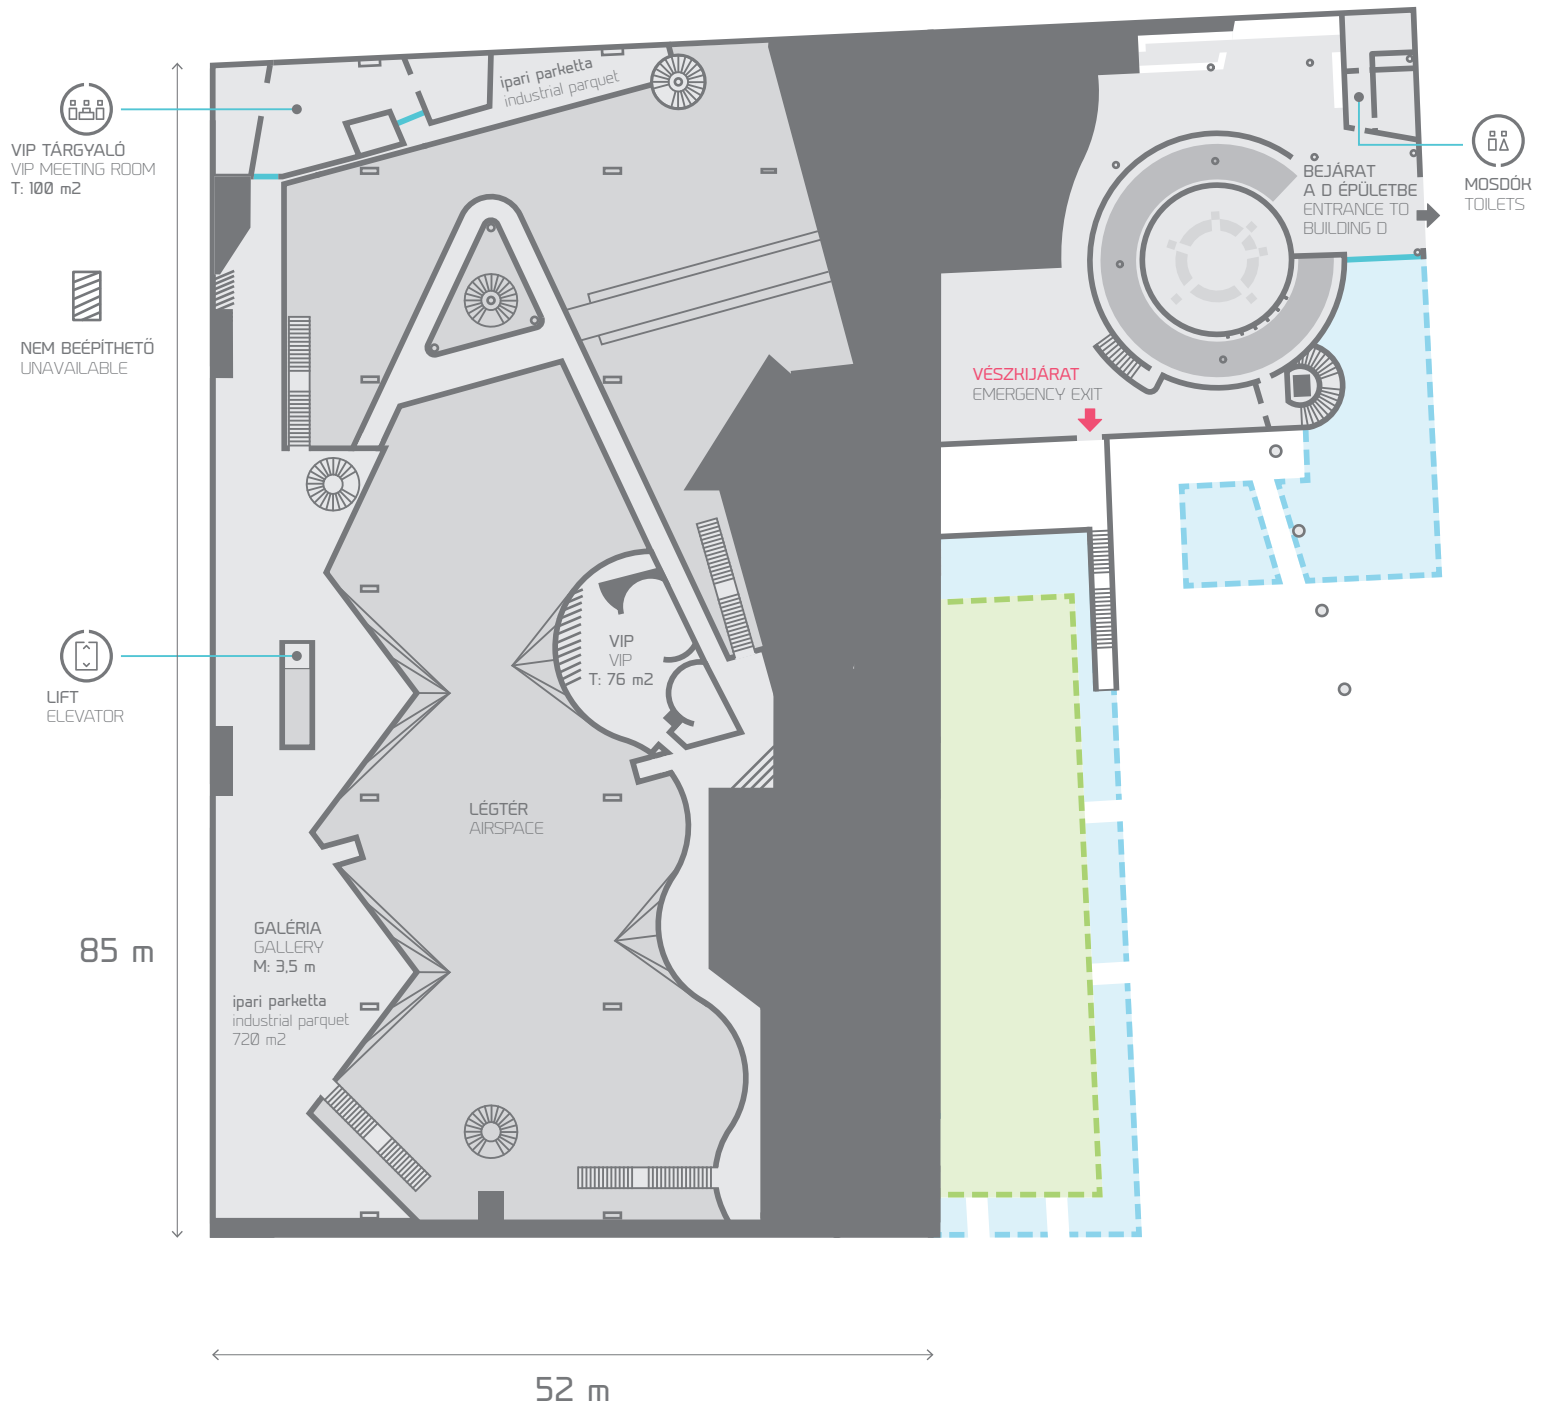 ipari parketta
industrial parquet
VIP TÁRGYALÓ
VIP MEETING ROOM
T: 100 m2
BEJÁRAT
A D ÉPÜLETBE
ENTRANCE TO
BUILDING D
MOSDÓK
TOILETS
NEM BEÉPÍTHETŐ
UNAVAILABLE
VÉSZKIJÁRAT
EMERGENCY EXIT
VIP
VIP
T: 76 m2
LIFT
ELEVATOR
LÉGTÉR
AIRSPACE
GALÉRIA
GALLERY
M: 3,5 m
85 m
ipari parketta
industrial parquet
720 m2
52 m